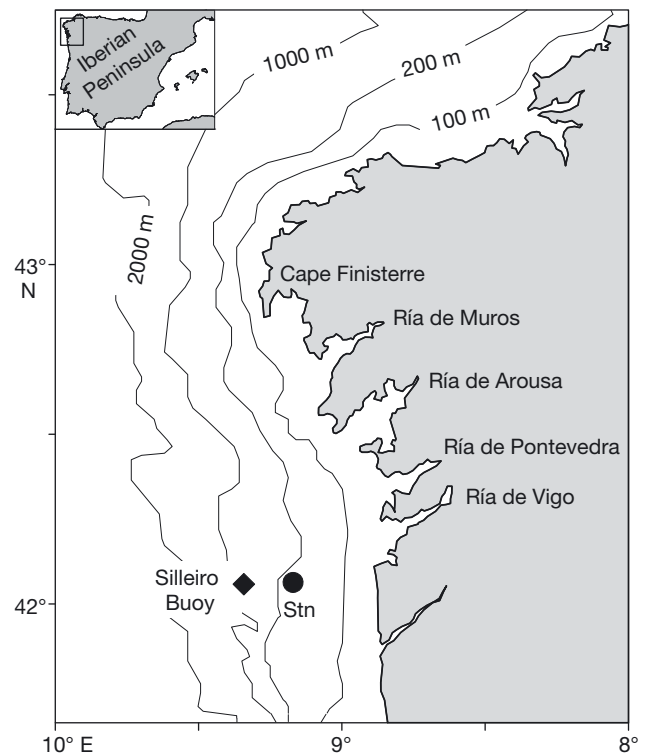 Iberian
Peninsula
1000 m
200 m
100 m
2000 m
43°
N
Cape Finisterre
Ría de Muros
Ría de Arousa
Ría de Pontevedra
Ría de Vigo
Silleiro
Buoy
Stn
42°
10° E
9°
8°